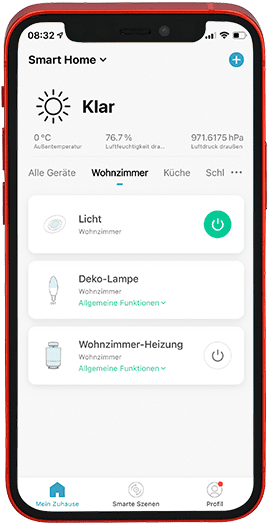 08:32
Smart Home
Klar
0 °C
76.7 %
971.6175 hPa
Außentemperatur
Luftfeuchtigkeit dra...
Luftdruck draußen
Alle Geräte
Wohnzimmer
Küche
Schl
Licht
Wohnzimmer
Deko-Lampe
Wohnzimmer
Allgemeine Funktionen
Wohnzimmer-Heizung
Wohnzimmer
Allgemeine Funktionen
Mein Zuhause
Smarte Szenen
Profil